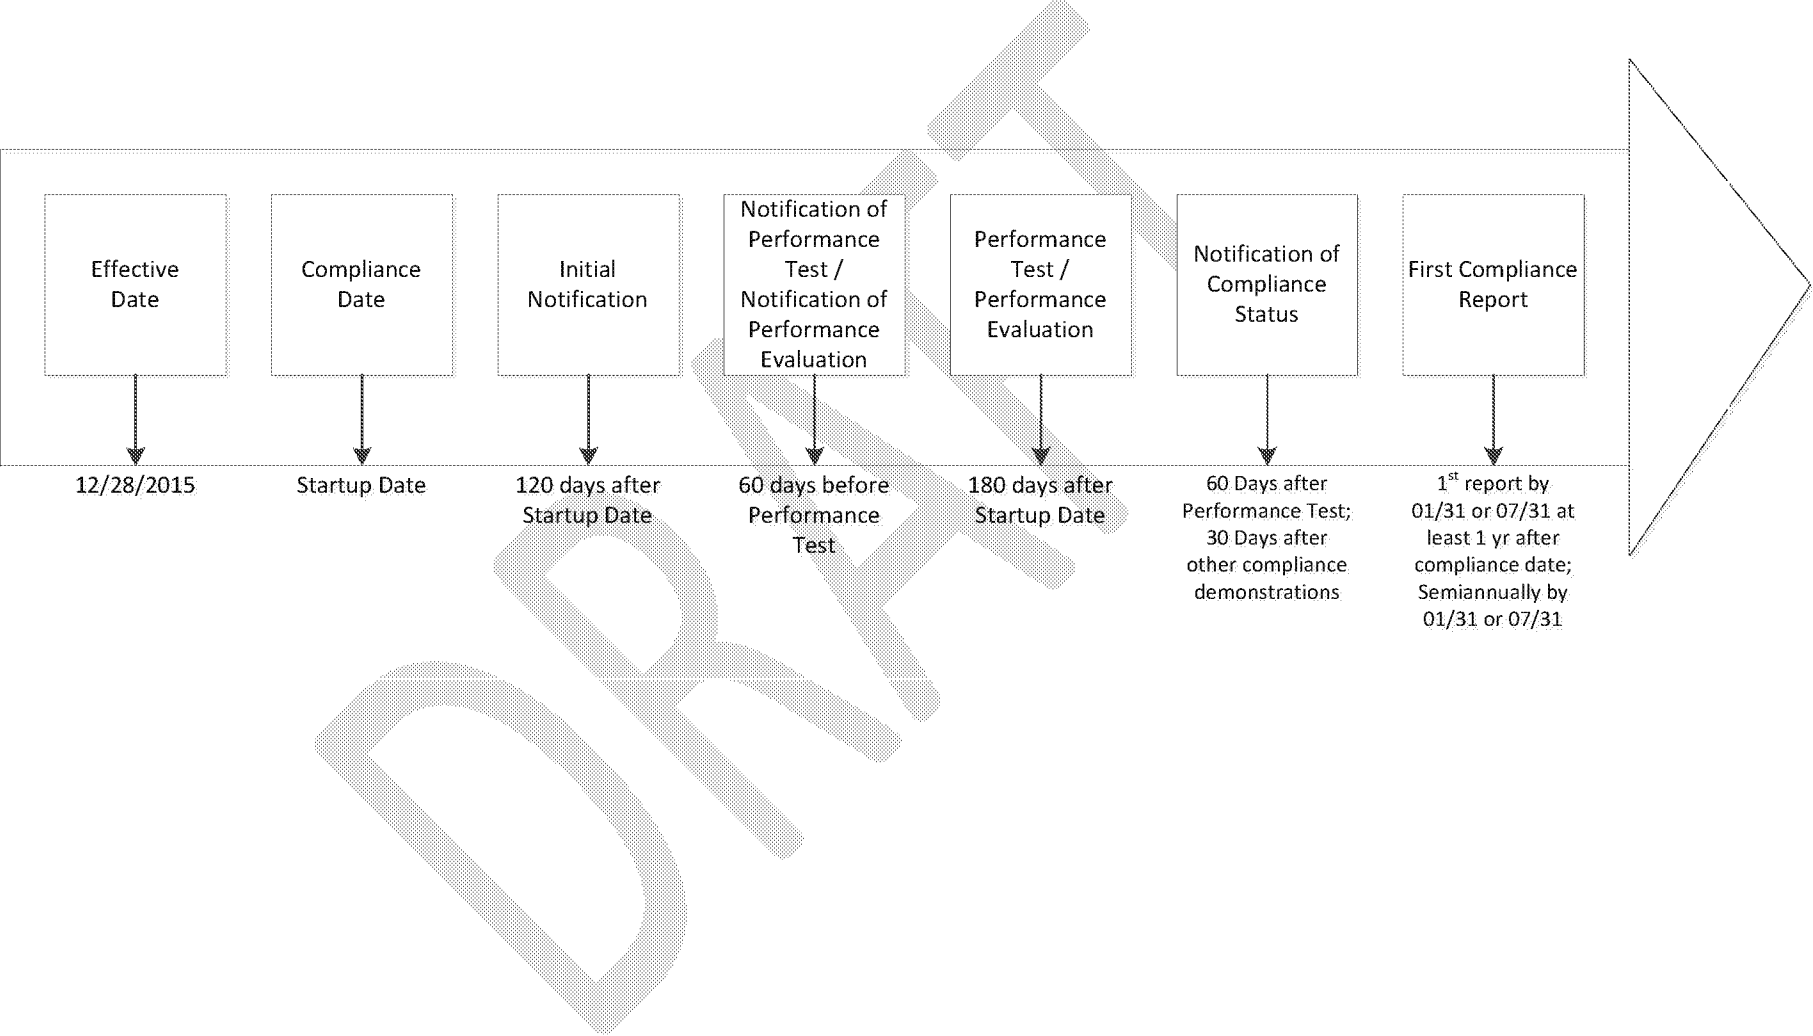 Effective
Date
Compliance
Date
Initial
Notification
Notification of
Performance
Test /
Notification of
Performance
Evaluation
Performance
Test /
Performance
Evaluation
Notification of
Compliance
Status
First Compliance
Report
12/28/2015
Startup Date
120 days after
Startup Date
60 days before
Performance
Test
180 days after
Startup Date
60 Days after
Performance Test;
30 Days after
other compliance
demonstrations
1st report by
01/31 or 07/31 at
least 1 yr after
compliance date;
Semiannually by
01/31 or 07/31
DRAFT